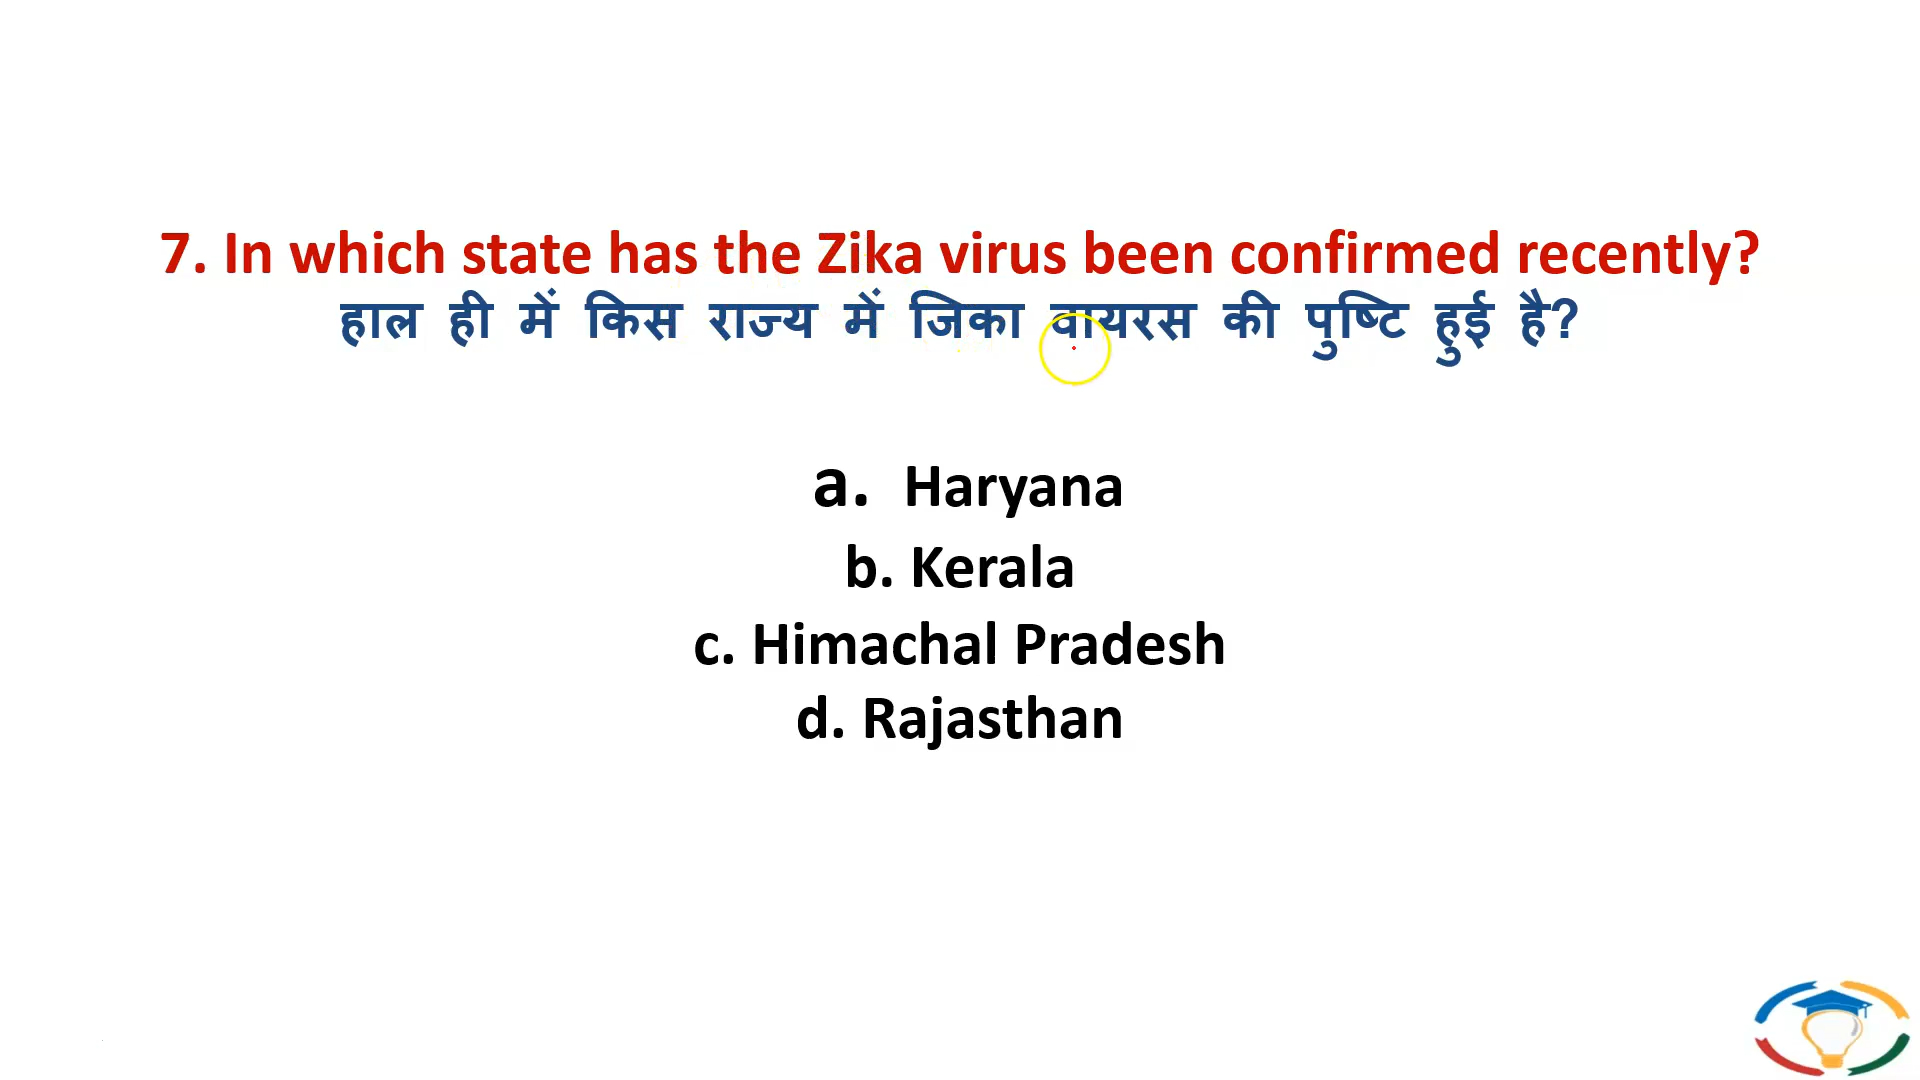 7. In which state has the Zika virus been confirmed recently?
हाल ही में किस राज्य में जिका वायरस की पुष्टि हुई है?
a. Haryana
b. Kerala
c. Himachal Pradesh
d. Rajasthan